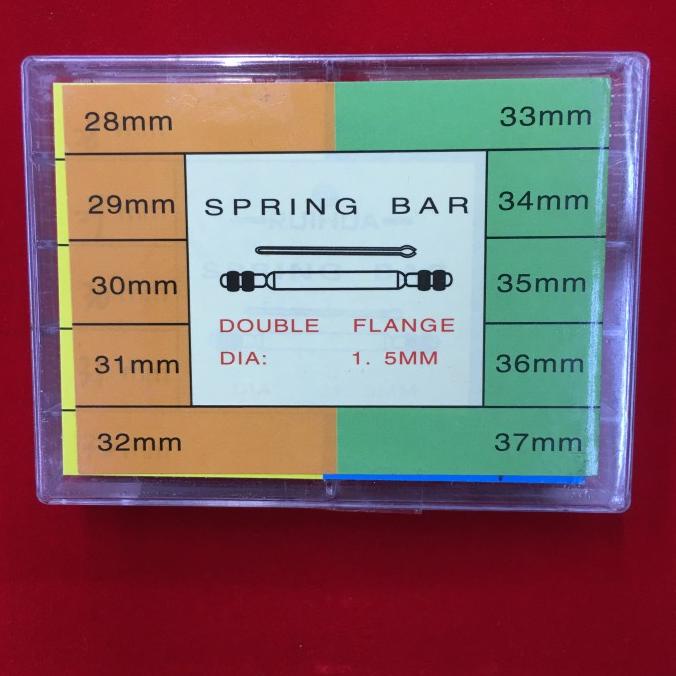 28mm 33mm
29mm SPRING BAR 34mm
30mm 35mm
DOUBLE FLANGE
DIA: 1. 5MM
31mm 36mm
32mm 37mm